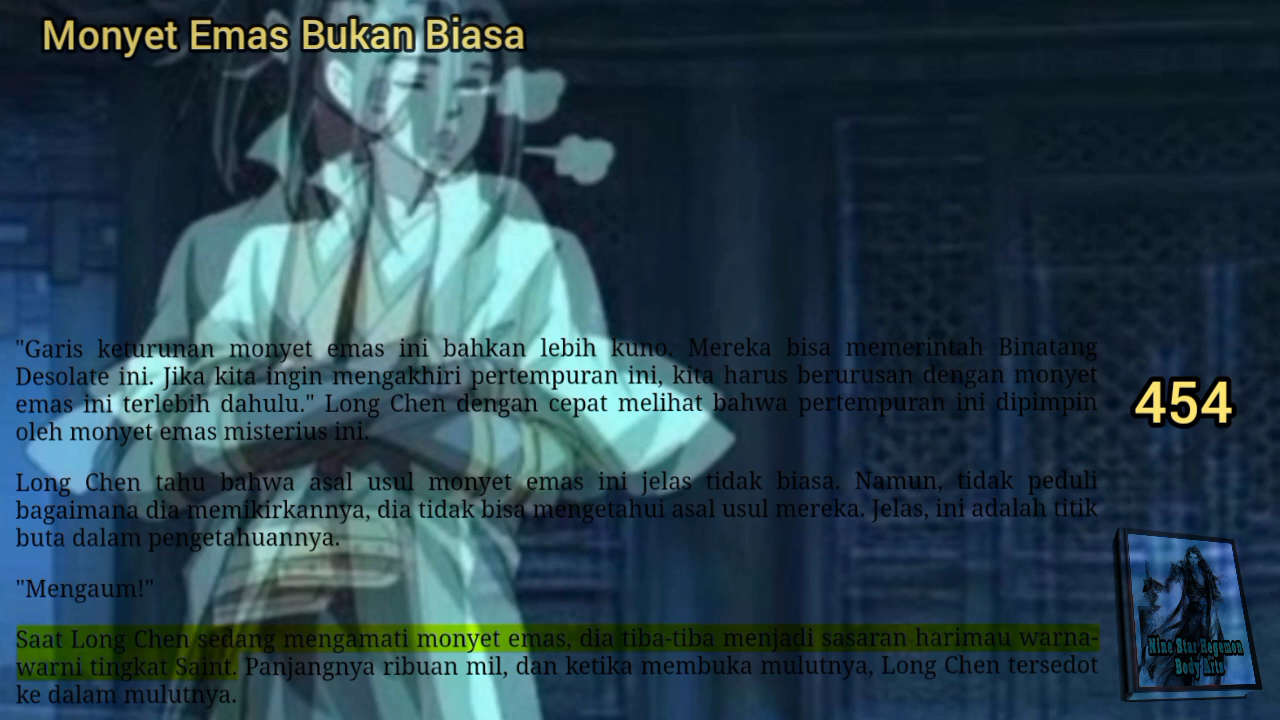 Monyet Emas Bukan Biasa
"Garis keturunan monyet emas ini bahkan lebih kuno. Mereka bisa memerintah Binatang
Desolate ini. Jika kita ingin mengakhiri pertempuran ini, kita harus berurusan dengan monyet
emas ini terlebih dahulu." Long Chen dengan cepat melihat bahwa pertempuran ini dipimpin
oleh monyet emas misterius ini.
454
Long Chen tahu bahwa asal usul monyet emas ini jelas tidak biasa. Namun, tidak peduli
bagaimana dia memikirkannya, dia tidak bisa mengetahui asal usul mereka. Jelas, ini adalah titik
buta dalam pengetahuannya.
"Mengaum!"
Saat Long Chen sedang mengamati monyet emas, dia tiba-tiba menjadi sasaran harimau warna-
warni tingkat Saint. Panjangnya ribuan mil, dan ketika membuka mulutnya, Long Chen tersedot
ke dalam mulutnya.
Nine Star Hegemon
Body Arts